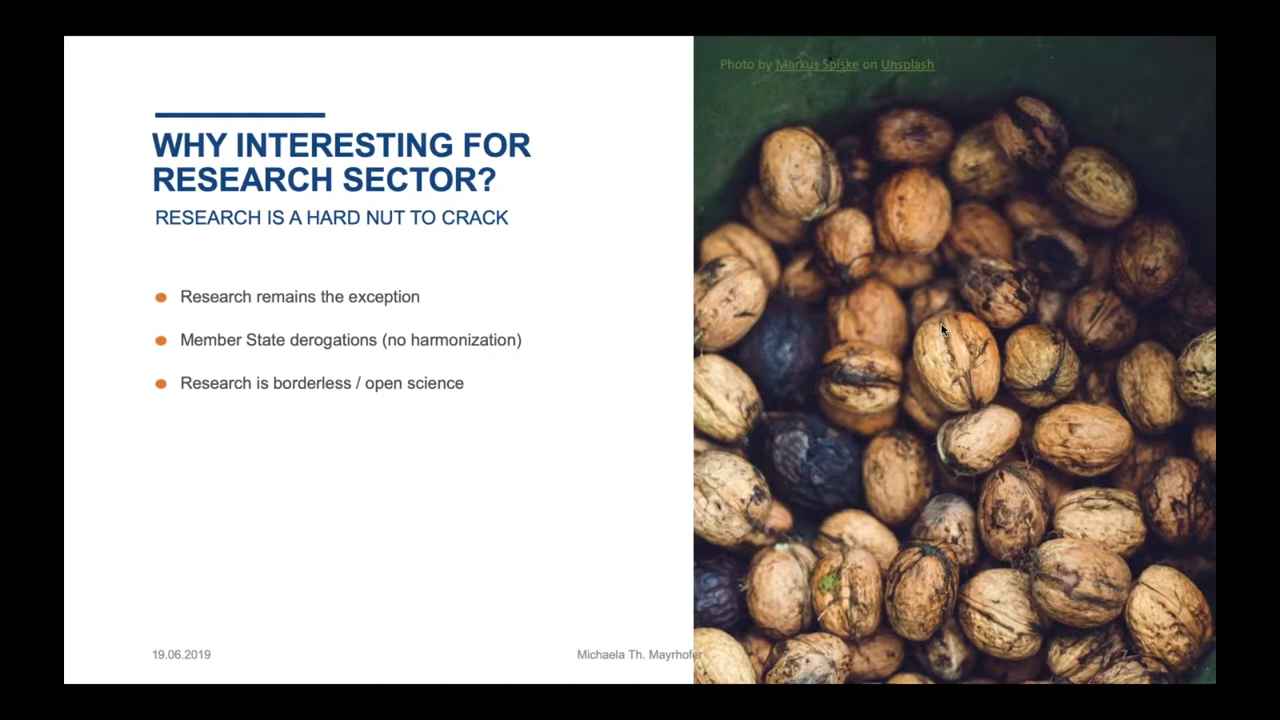 Photo by Markus Spiske on Unsplash
WHY INTERESTING FOR
RESEARCH SECTOR?
RESEARCH IS A HARD NUT TO CRACK
Research remains the exception
Member State derogations (no harmonization)
Research is borderless / open science
19.06.2019
Michaela Th. Mayrhofer
7